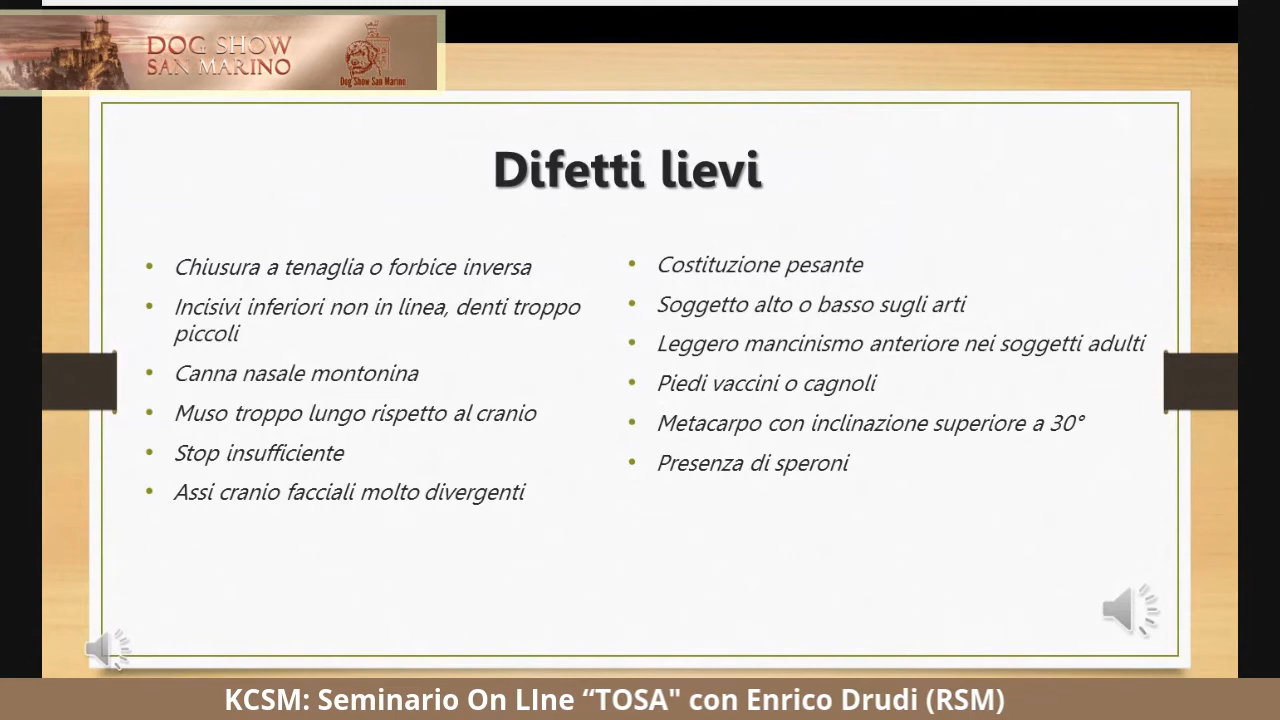 DOG SHOW
SAN MARINO
Dog Show San Marino
Difetti lievi
• Chiusura a tenaglia o forbice inversa
• Incisivi inferiori non in linea, denti troppo
piccoli
• Canna nasale montonina
• Muso troppo lungo rispetto al cranio
• Stop insufficiente
• Assi cranio facciali molto divergenti
• Costituzione pesante
• Soggetto alto o basso sugli arti
• Leggero mancinismo anteriore nei soggetti adulti
• Piedi vaccini o cagnoli
• Metacarpo con inclinazione superiore a 30°
• Presenza di speroni
KCSM: Seminario On LIne “TOSA" con Enrico Drudi (RSM)